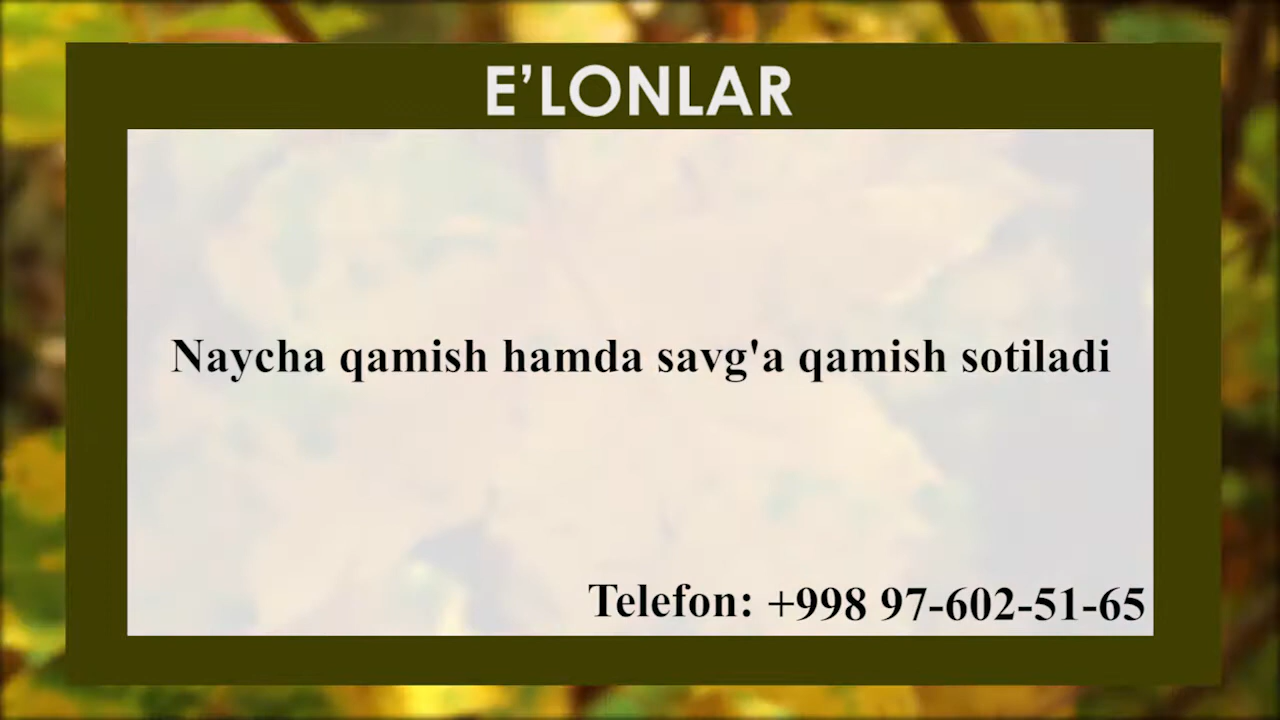 E’LONLAR
Naycha qamish hamda savg'a qamish sotiladi
Telefon: +998 97-602-51-65